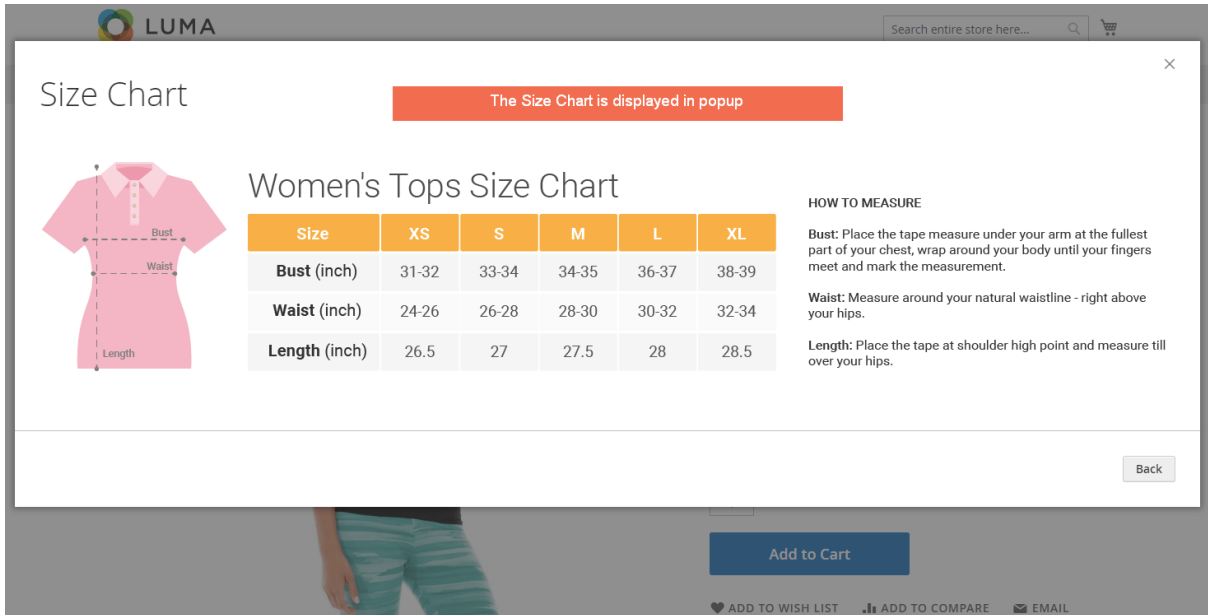 LUMA
Search entire store here...
Size Chart
The Size Chart is displayed in popup
Bust
Waist
Length
Women's Tops Size Chart
Size XS S M L XL
Bust (inch) 31-32 33-34 34-35 36-37 38-39
Waist (inch) 24-26 26-28 28-30 30-32 32-34
Length (inch) 26.5 27 27.5 28 28.5
HOW TO MEASURE
Bust: Place the tape measure under your arm at the fullest
part of your chest, wrap around your body until your fingers
meet and mark the measurement.
Waist: Measure around your natural waistline - right above
your hips.
Length: Place the tape at shoulder high point and measure till
over your hips.
Back
Add to Cart
ADD TO WISH LIST ADD TO COMPARE EMAIL